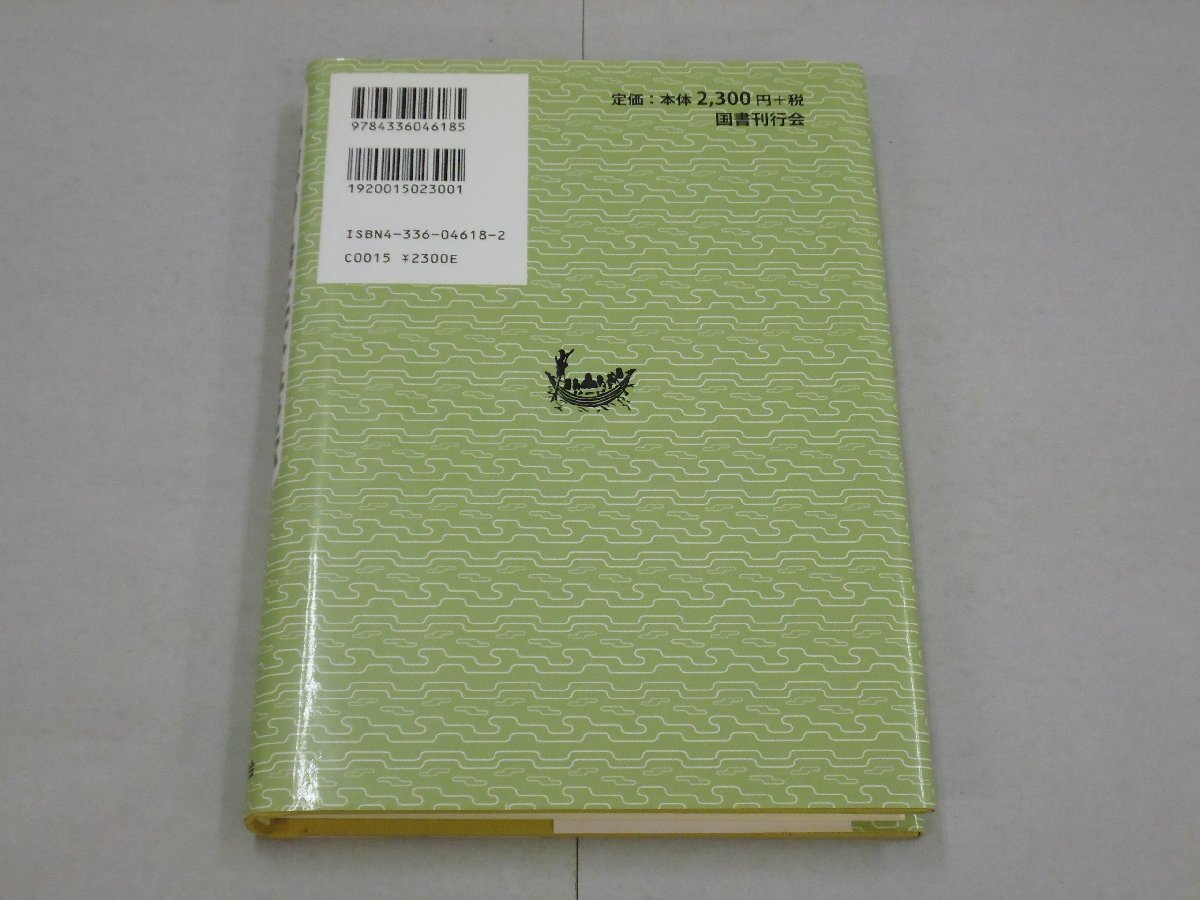 9784336046185
1920015023001
ISBN4-336-04618-2
C0015 ¥2300E
定価：本体 2,300 円+税
国書刊行会
会